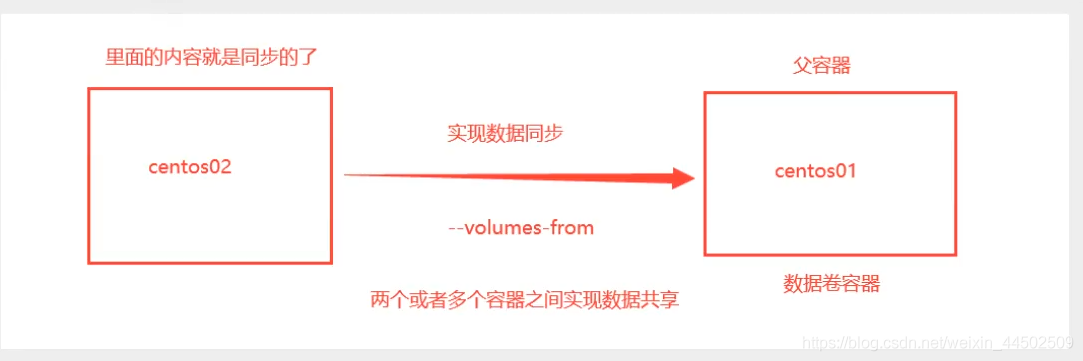 里面的内容就是同步的了
父容器
centos02
实现数据同步
centos01
--volumes-from
数据卷容器
两个或者多个容器之间实现数据共享
https://blog.csdn.net/weixin_44502509